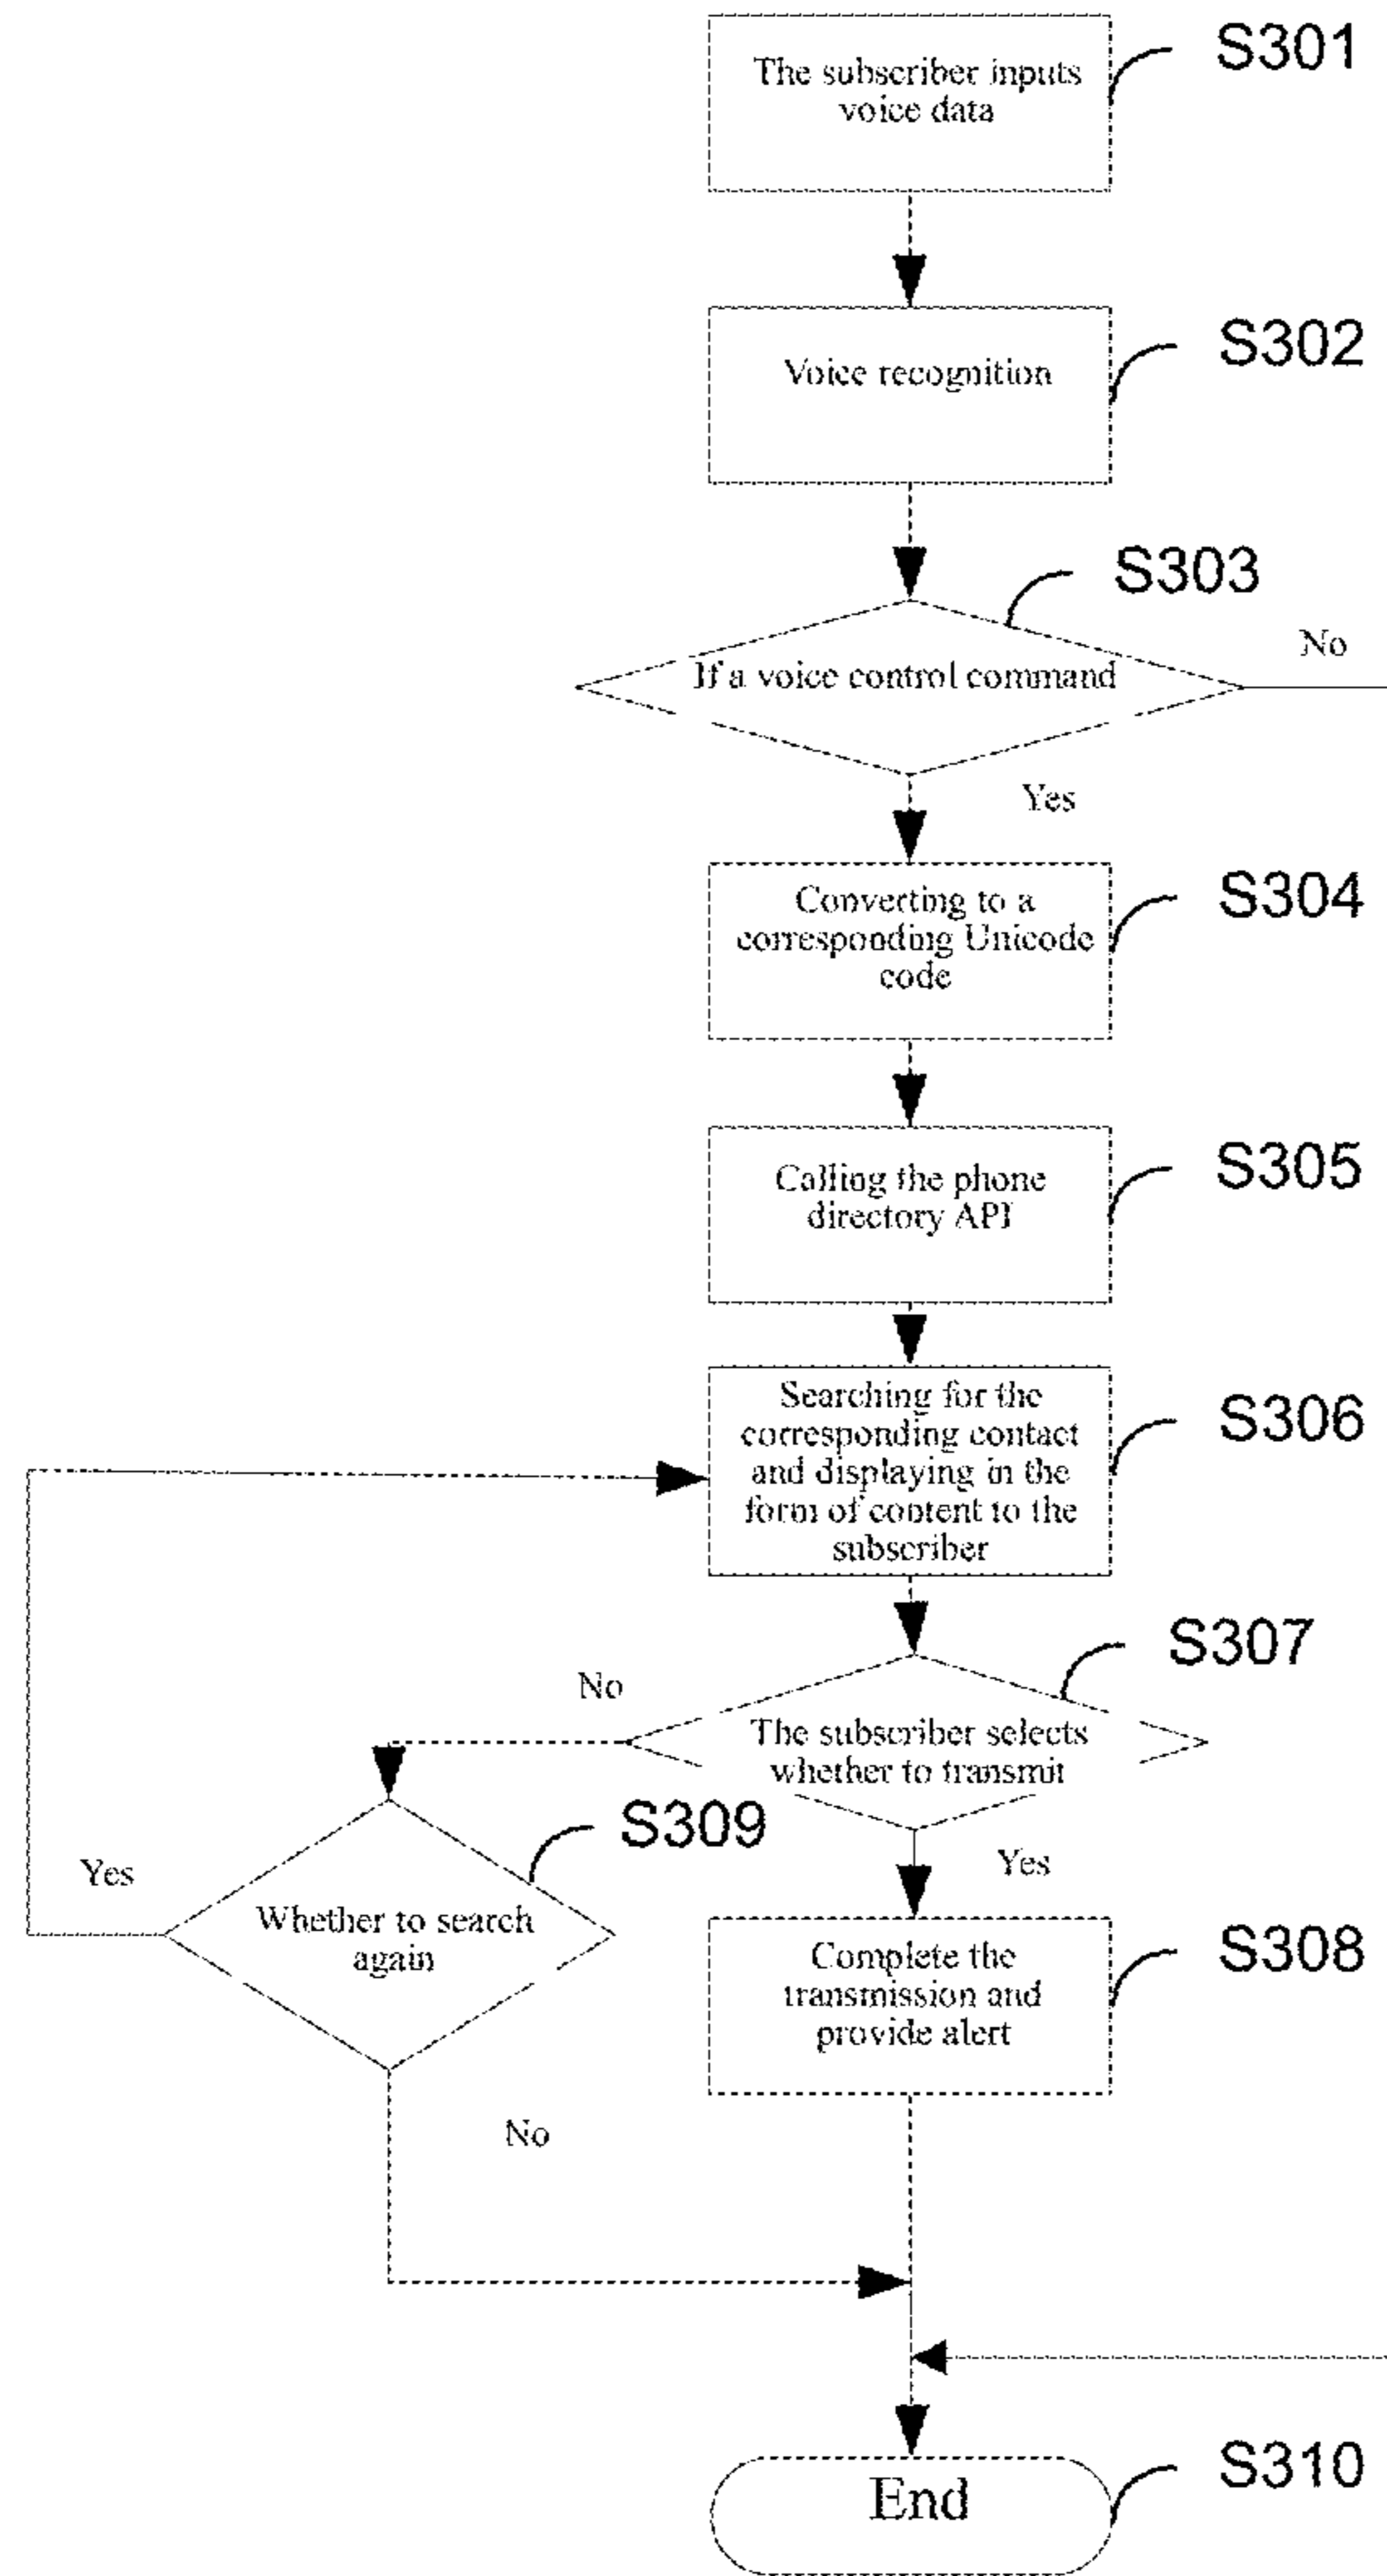 The subscriber inputs
voice data
S301
Voice recognition
S302
S303
If a voice control command
No
Yes
Converting to a
corresponding Unicode
code
S304
Calling the phone
directory API
S305
Searching for the
corresponding contact
and displaying in the
form of content to the
subscriber
S306
S307
No
The subscriber selects
whether to transmit
S309
Yes
Yes
Whether to search
again
Complete the
transmission and
provide alert
S308
No
End
S310